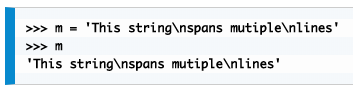 >>> m = 'This string\nspans mutiple\nlines'
>>> m
'This string\nspans mutiple\nlines'